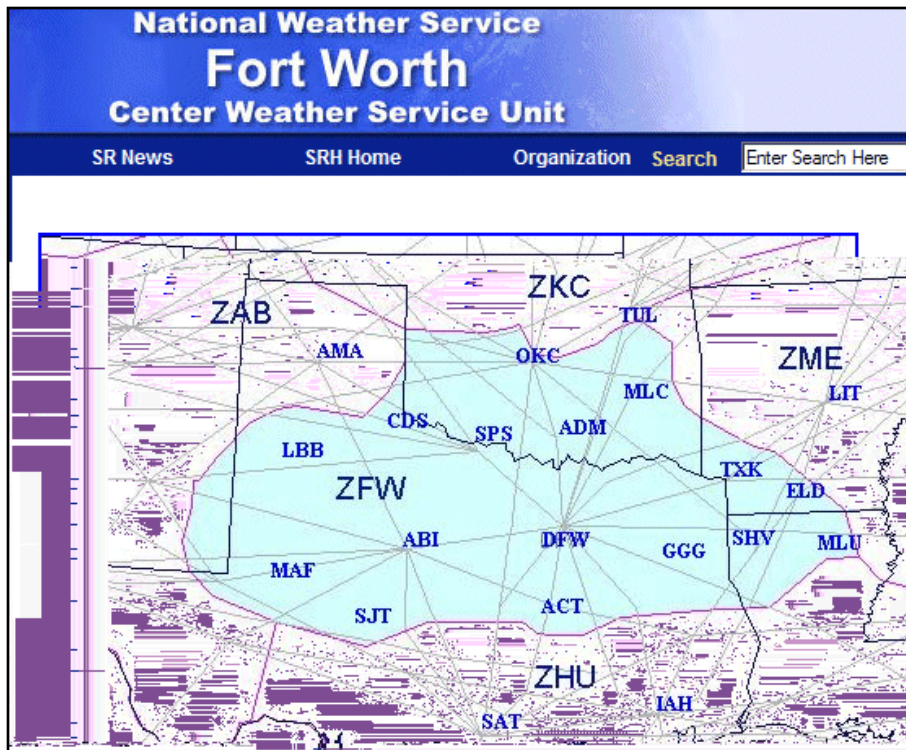 National Weather Service
Fort Worth
Center Weather Service Unit
SR News SRH Home Organization Search Enter Search Here
ZKC
ZAB
TUL
AMA
OKC
ZME
MLC
LIT
CDS
ADM
SPS
LBB
TXK
ZFW
ELD
ABI
DFW
SHV
MLU
GGG
MAF
ACT
SJT
ZHU
IAH
SAT